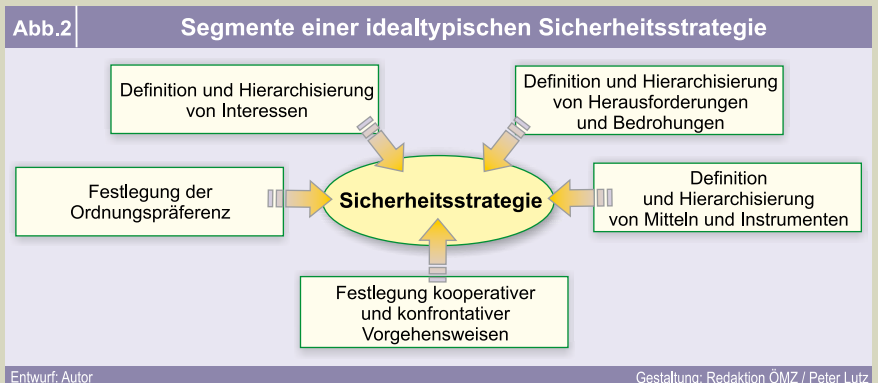 Abb.2 Segmente einer idealtypischen Sicherheitsstrategie
Definition und Hierarchisierung
von Interessen
Definition und Hierarchisierung
von Herausforderungen
und Bedrohungen
Festlegung der
Ordnungspräferenz
Sicherheitsstrategie
Definition
und Hierarchisierung
von Mitteln und Instrumenten
Festlegung kooperativer
und konfrontativer
Vorgehensweisen
Entwurf: Autor
Gestaltung: Redaktion ÖMZ / Peter Lutz